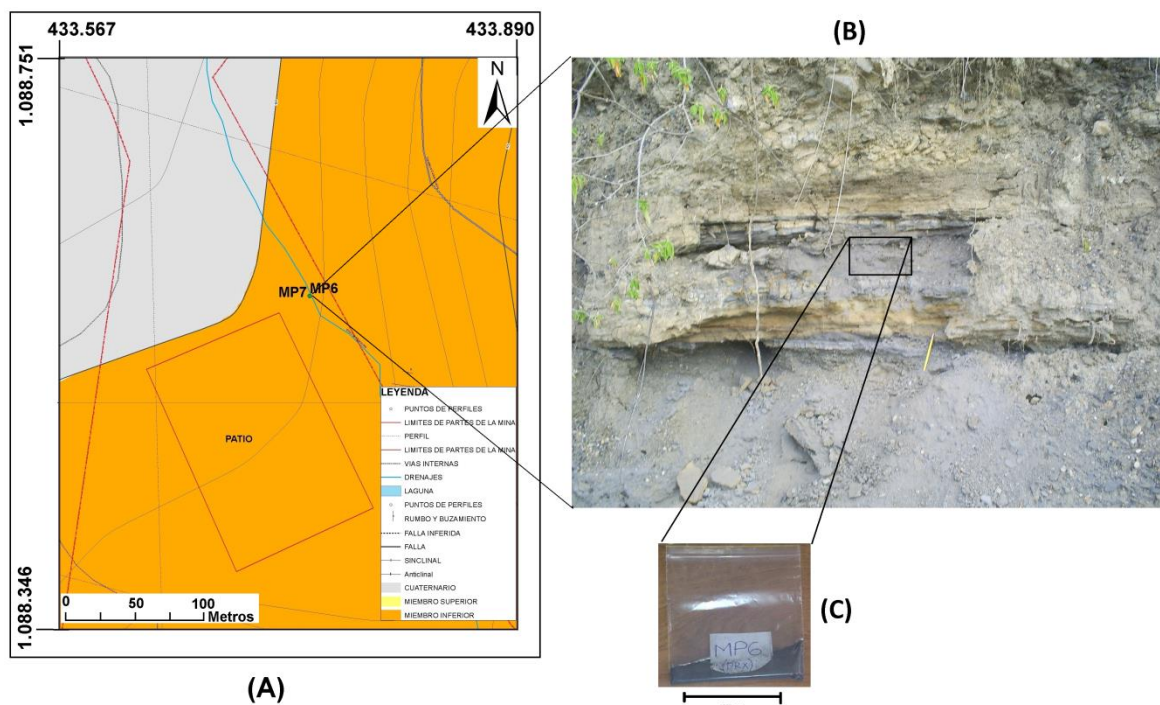 433.567
433.890
(B)
1.088.751
N
MP7 MP6
LEYENDA
PUNTOS DE PERFILES
LIMITES DE PARTES DE LA MINA
PERFIL
LIMITES DE PARTES DE LA MINA
VIAS INTERNAS
DRENAJES
LAGUNA
PUNTOS DE PERFILES
RUMBO Y BUZAMIENTO
FALLA INFERIDA
FALLA
SINCLINAL
Anticlinal
CUATERNARIO
MIEMBRO SUPERIOR
MIEMBRO INFERIOR
PATIO
0 50 100
Metros
1.088.346
(C)
MP6
(DRX)
(A)